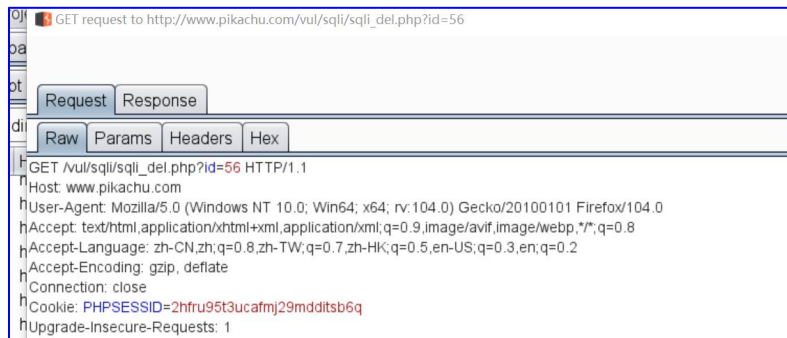 GET request to http://www.pikachu.com/vul/sqli/sqli_del.php?id=56
Request Response
Raw Params Headers Hex
GET /vul/sqli/sqli_del.php?id=56 HTTP/1.1
Host: www.pikachu.com
User-Agent: Mozilla/5.0 (Windows NT 10.0; Win64; x64; rv:104.0) Gecko/20100101 Firefox/104.0
Accept: text/html,application/xhtml+xml,application/xml;q=0.9,image/avif,image/webp,*/*;q=0.8
Accept-Language: zh-CN,zh;q=0.8,zh-TW;q=0.7,zh-HK;q=0.5,en-US;q=0.3,en;q=0.2
Accept-Encoding: gzip, deflate
Connection: close
Cookie: PHPSESSID=2hfru95t3ucafmj29mdditsb6q
Upgrade-Insecure-Requests: 1